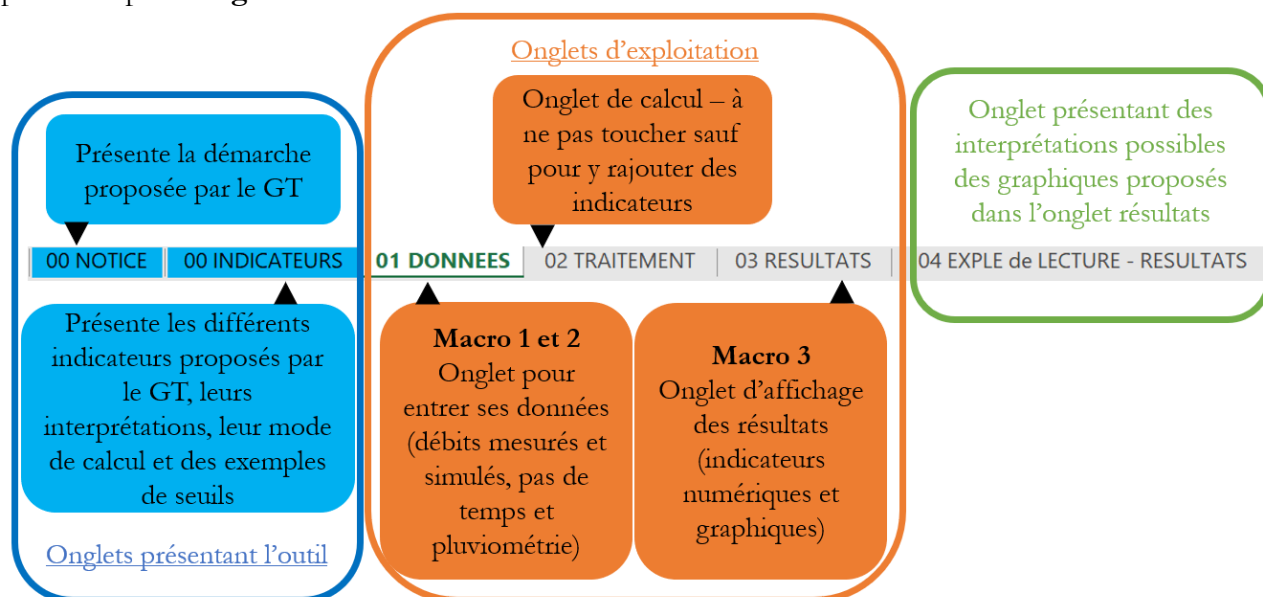 Onglets d'exploitation
Présente la démarche
proposée par le GT
Onglet de calcul – à
ne pas toucher sauf
pour y rajouter des
indicateurs
Onglet présentant des
interprétations possibles
des graphiques proposés
dans l'onglet résultats
00 NOTICE
00 INDICATEURS
01 DONNEES
02 TRAITEMENT
03 RESULTATS
04 EXPLE de LECTURE - RESULTATS
Présente les différents
indicateurs proposés par
le GT, leurs
interprétations, leur mode
de calcul et des exemples
de seuils
Macro 1 et 2
Onglet pour
entrer ses données
(débits mesurés et
simulés, pas de
temps et
pluviométrie)
Macro 3
Onglet d'affichage
des résultats
(indicateurs
numériques et
graphiques)
Onglets présentant l'outil